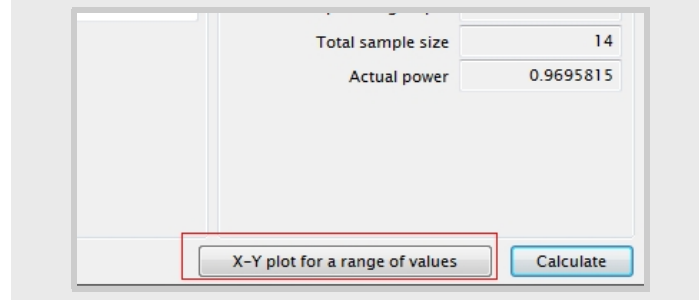 Total sample size 14
Actual power 0.9695815
X-Y plot for a range of values Calculate